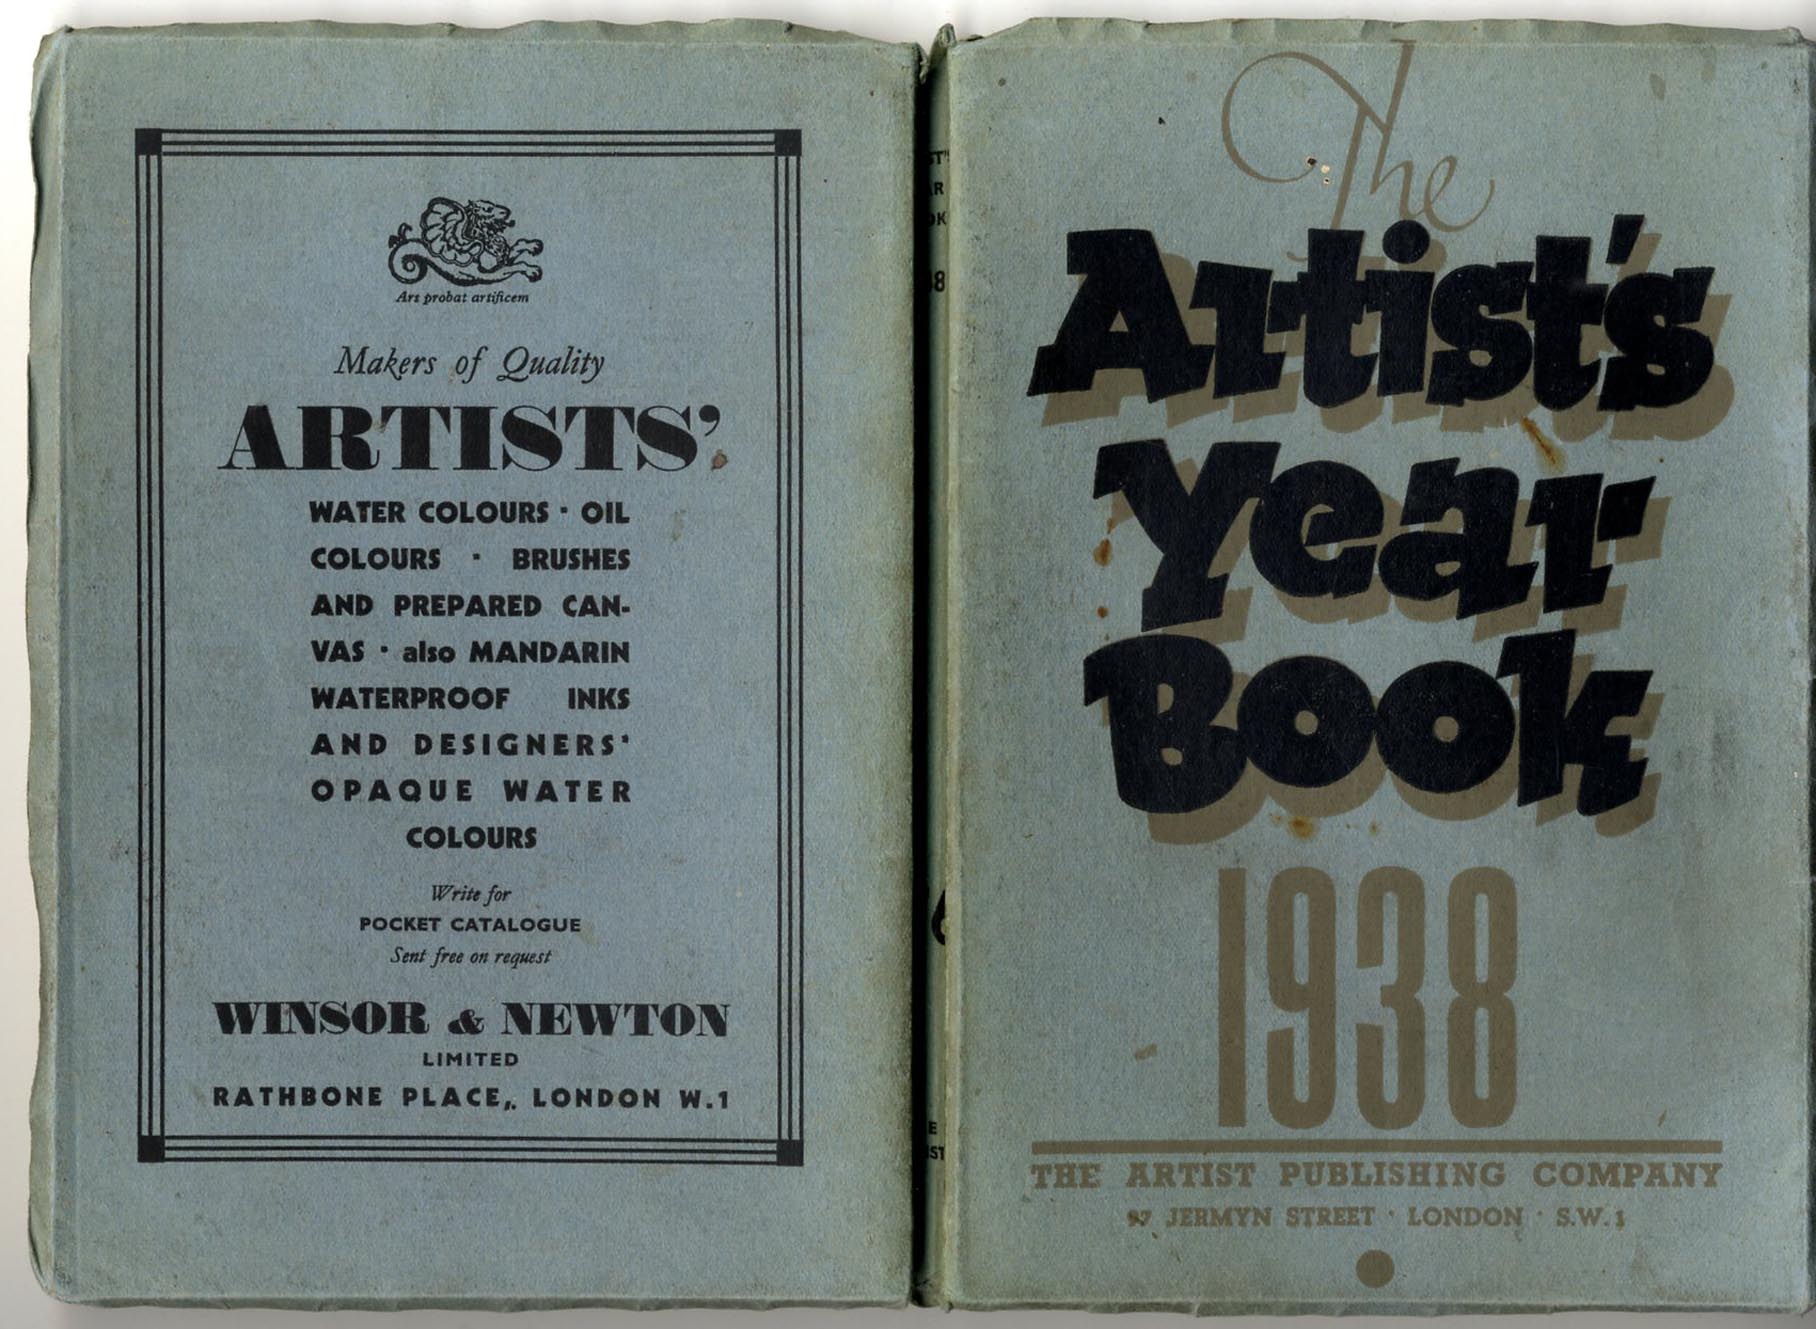 Ars probat artificem
Makers of Quality
ARTISTS'
WATER COLOURS · OIL
COLOURS · BRUSHES
AND PREPARED CAN-
VAS · also MANDARIN
WATERPROOF INKS
AND DESIGNERS'
OPAQUE WATER
COLOURS
Write for
POCKET CATALOGUE
Sent free on request
WINSOR & NEWTON
LIMITED
RATHBONE PLACE, LONDON W.1
The
Artist's
Year
Book
1938
THE ARTIST PUBLISHING COMPANY
97 JERMYN STREET · LONDON · S.W.1